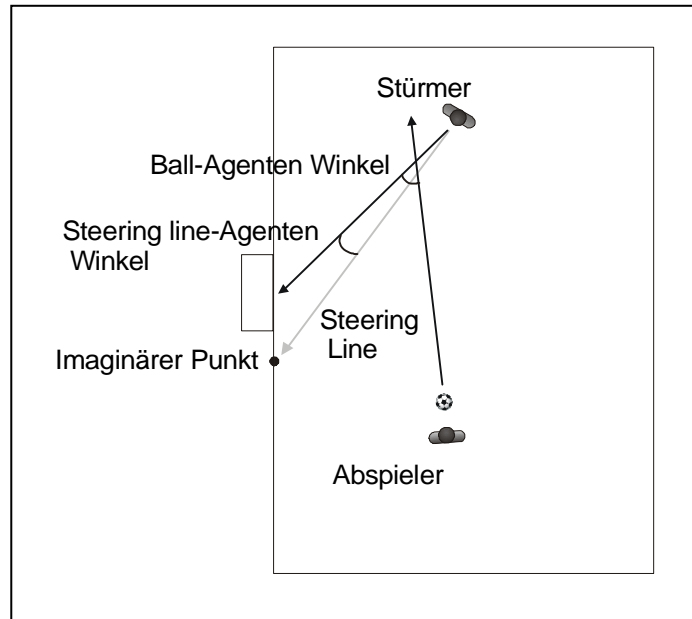 Stürmer
Ball-Agenten Winkel
Steering line-Agenten
Winkel
Steering
Line
Imaginärer Punkt
Abspieler